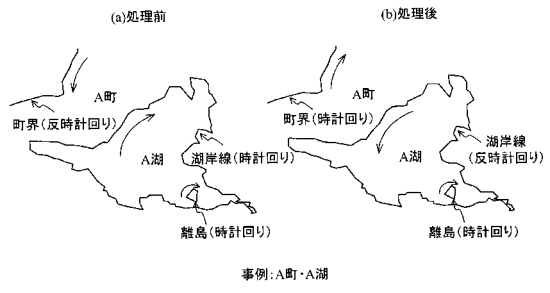 (a)処理前
A町
町界(反時計回り)
湖岸線(時計回り)
A湖
離島(時計回り)
(b)処理後
A町
町界(時計回り)
湖岸線
(反時計回り)
A湖
離島(時計回り)
事例:A町・A湖